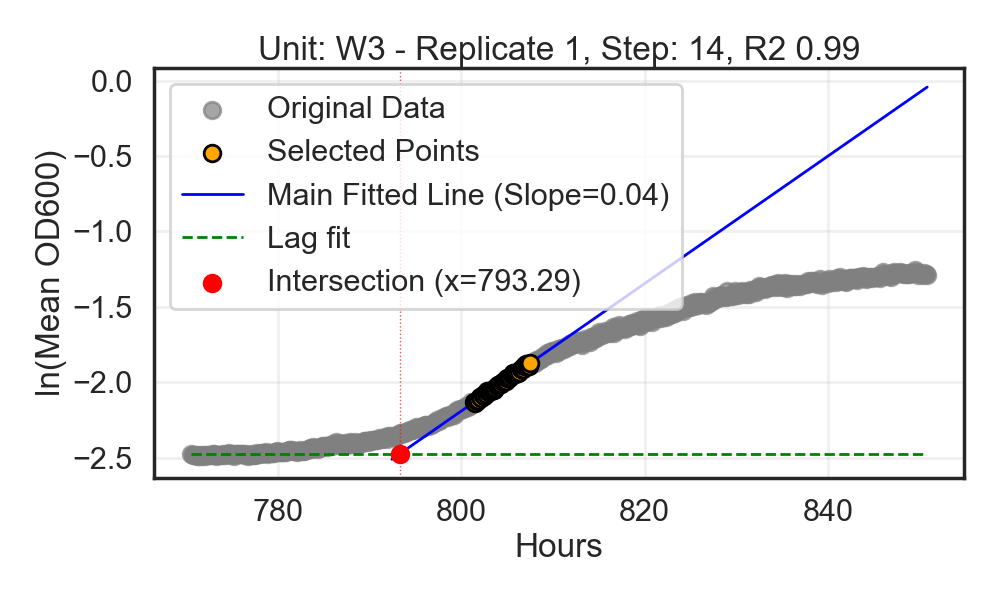 Unit: W3 - Replicate 1, Step: 14, R2 0.99
ln(Mean OD600)
0.0
−0.5
−1.0
−1.5
−2.0
−2.5
Original Data
Selected Points
Main Fitted Line (Slope=0.04)
Lag fit
Intersection (x=793.29)
780 800 820 840
Hours